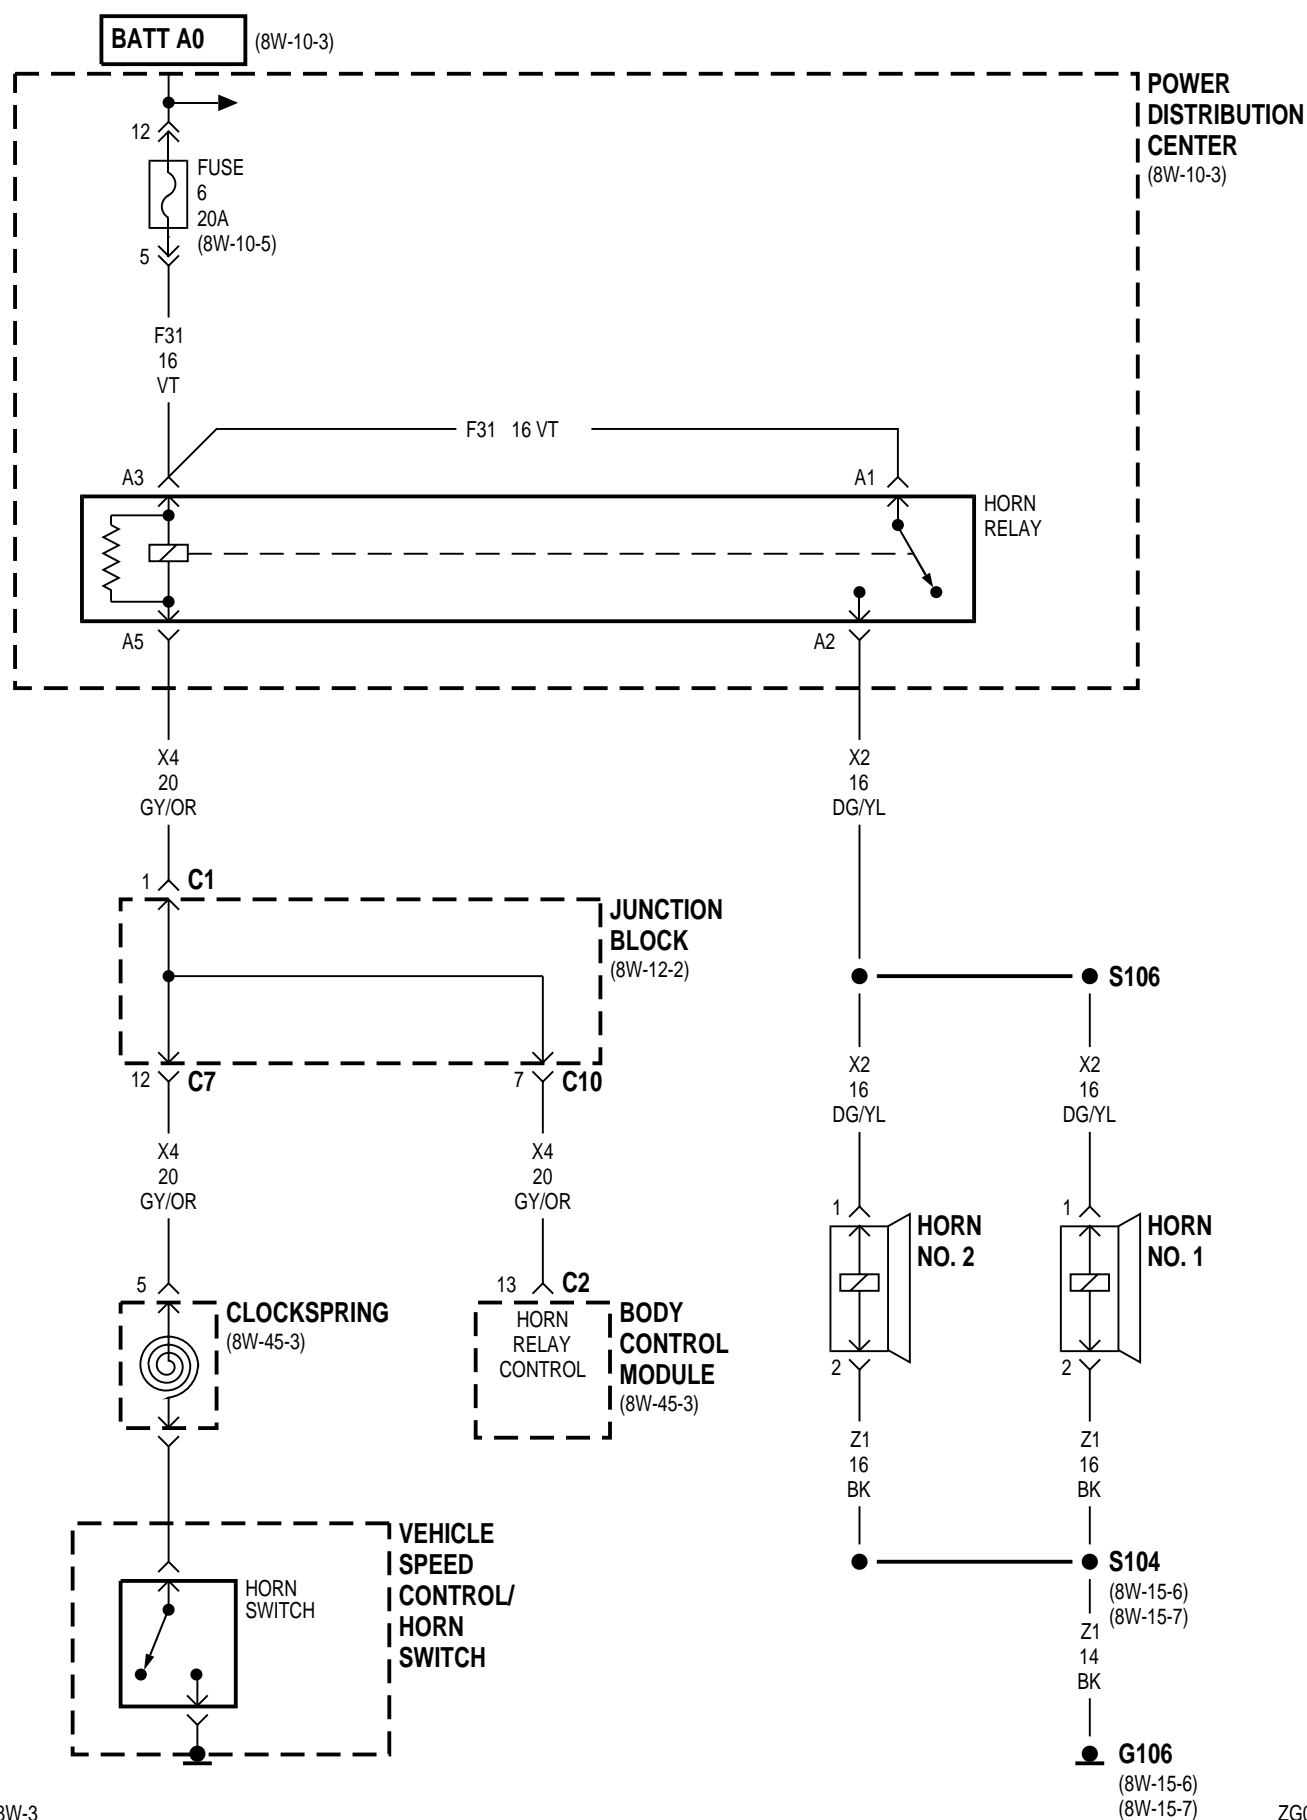 BATT A0 (8W-10-3)
POWER
DISTRIBUTION
CENTER
(8W-10-3)
12
FUSE
6
20A
(8W-10-5)
5
F31
16
VT
F31 16 VT
A3
A1
HORN
RELAY
A5
A2
X4
20
GY/OR
X2
16
DG/YL
1 C1
JUNCTION
BLOCK
(8W-12-2)
S106
12 C7
7 C10
X4
20
GY/OR
X4
20
GY/OR
X2
16
DG/YL
X2
16
DG/YL
5
CLOCKSPRING
(8W-45-3)
13 C2
HORN
RELAY
CONTROL
BODY
CONTROL
MODULE
(8W-45-3)
1
HORN
NO. 2
2
1
HORN
NO. 1
2
Z1
16
BK
Z1
16
BK
S104
(8W-15-6)
(8W-15-7)
Z1
14
BK
G106
(8W-15-6)
(8W-15-7)
VEHICLE
SPEED
CONTROL/
HORN
SWITCH
HORN
SWITCH
8W-3